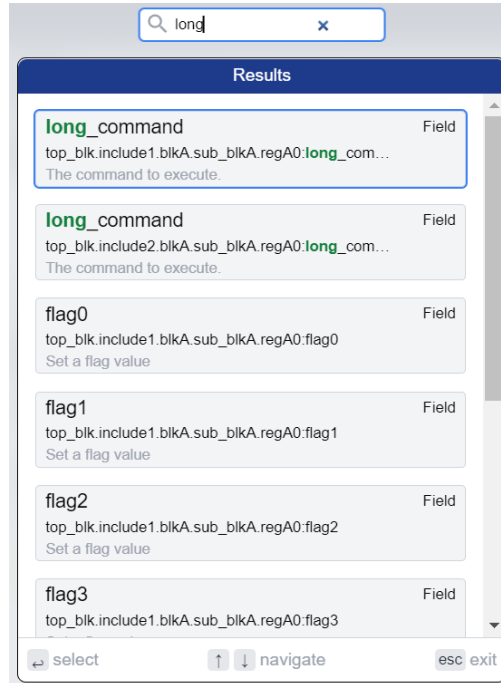 long
Results
long_command
Field
top_blk.include1.blkA.sub_blkA.regA0:long_com…
The command to execute.
long_command
Field
top_blk.include2.blkA.sub_blkA.regA0:long_com…
The command to execute.
flag0
Field
top_blk.include1.blkA.sub_blkA.regA0:flag0
Set a flag value
flag1
Field
top_blk.include1.blkA.sub_blkA.regA0:flag1
Set a flag value
flag2
Field
top_blk.include1.blkA.sub_blkA.regA0:flag2
Set a flag value
flag3
Field
top_blk.include1.blkA.sub_blkA.regA0:flag3
select
navigate
esc exit